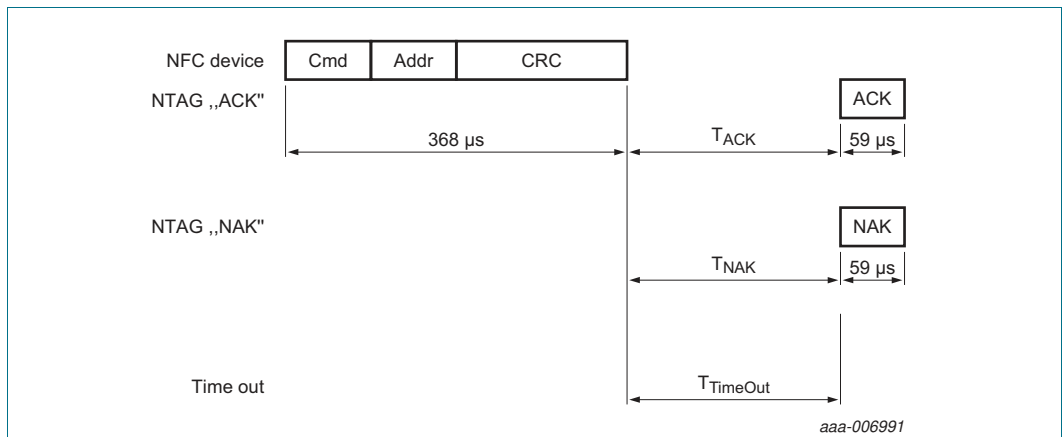 NFC device Cmd Addr CRC
NTAG ,,ACK" ACK
368 µs TACK 59 µs
NTAG ,,NAK" NAK
TNAK 59 µs
Time out TTimeOut
aaa-006991